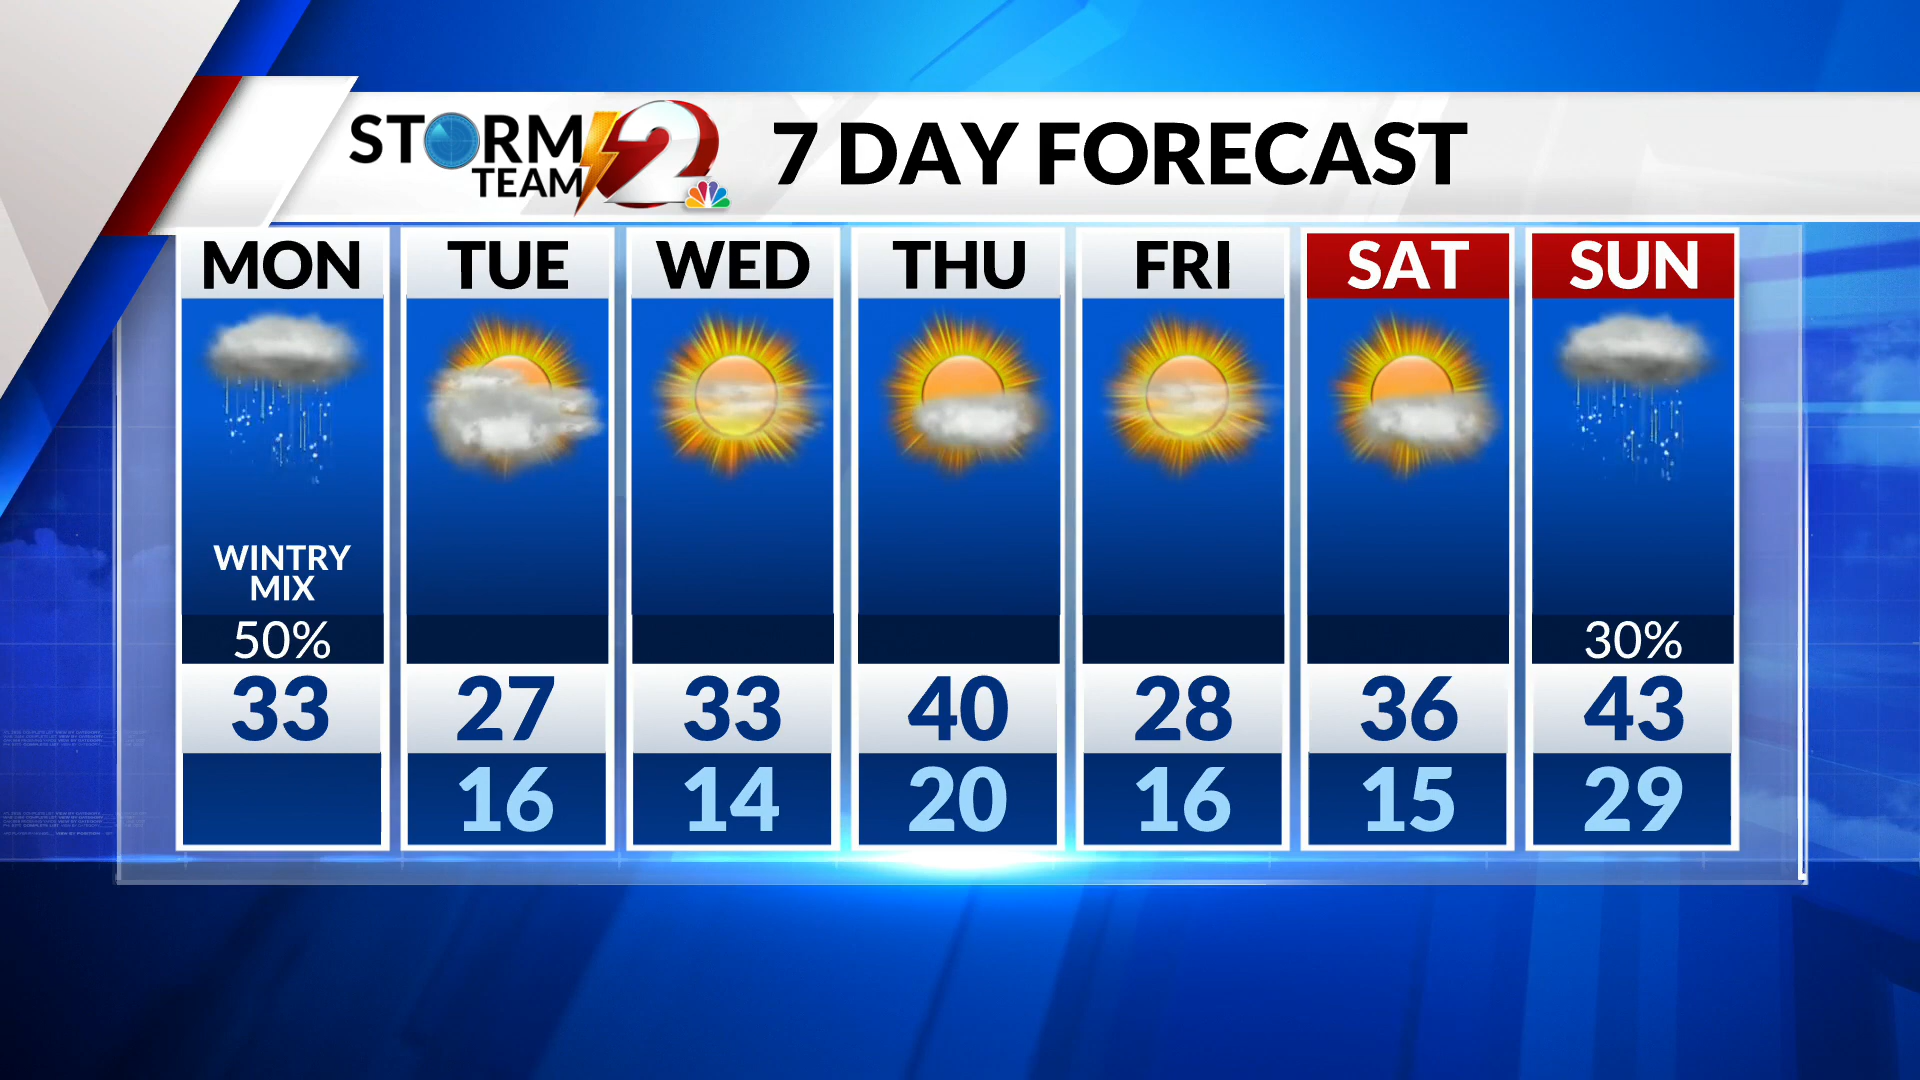 STORM
TEAM
2
7 DAY FORECAST
MON TUE WED THU FRI SAT SUN
WINTRY
MIX
50% 30%
33 27 33 40 28 36 43
16 14 20 16 15 29